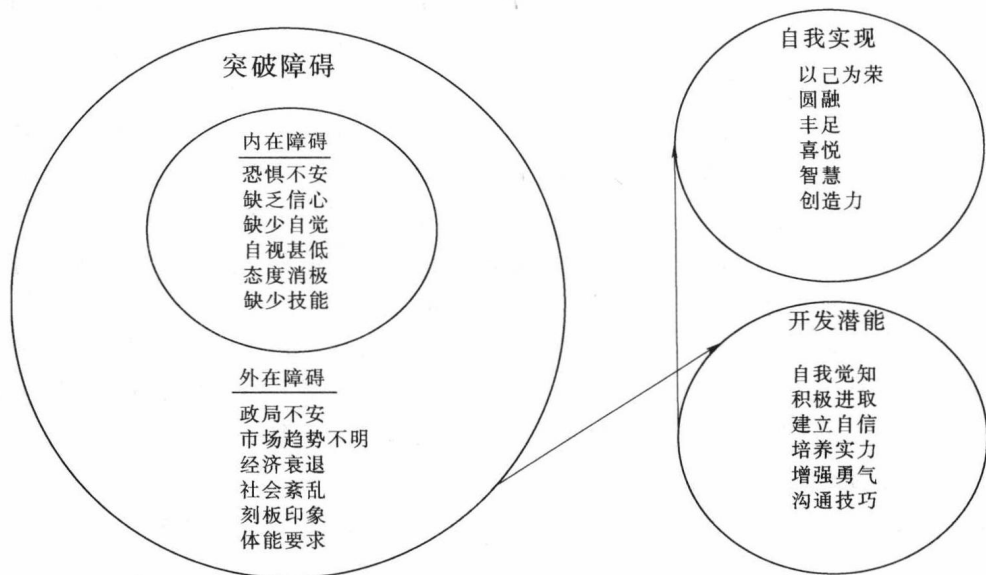 突破障碍
内在障碍
恐惧不安
缺乏信心
缺少自觉
自视甚低
态度消极
缺少技能
外在障碍
政局不安
市场趋势不明
经济衰退
社会紊乱
刻板印象
体能要求
自我实现
以己为荣
圆融
丰足
喜悦
智慧
创造力
开发潜能
自我觉知
积极进取
建立自信
培养实力
增强勇气
沟通技巧